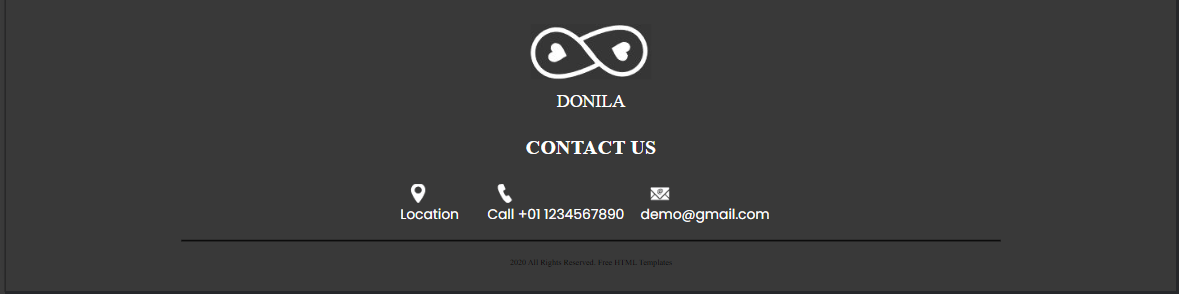 DONILA
CONTACT US
Location Call +01 1234567890 demo@gmail.com
2020 All Rights Reserved. Free HTML Templates